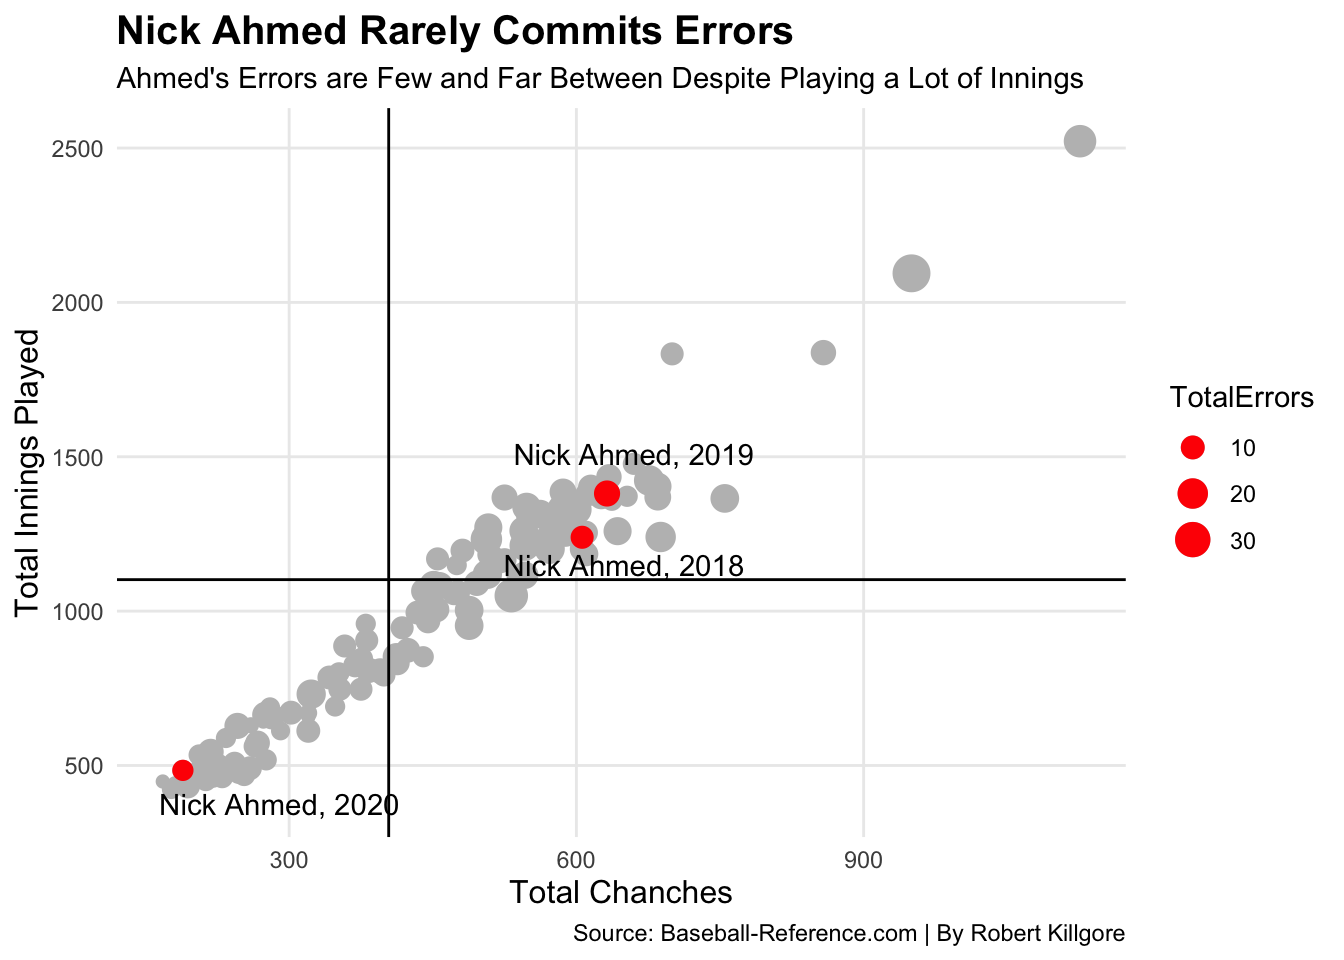 Nick Ahmed Rarely Commits Errors
Ahmed's Errors are Few and Far Between Despite Playing a Lot of Innings
2500
2000
1500
1000
500
Total Innings Played
Nick Ahmed, 2019
Nick Ahmed, 2018
Nick Ahmed, 2020
300
600
900
Total Chanches
TotalErrors
10
20
30
Source: Baseball-Reference.com | By Robert Killgore